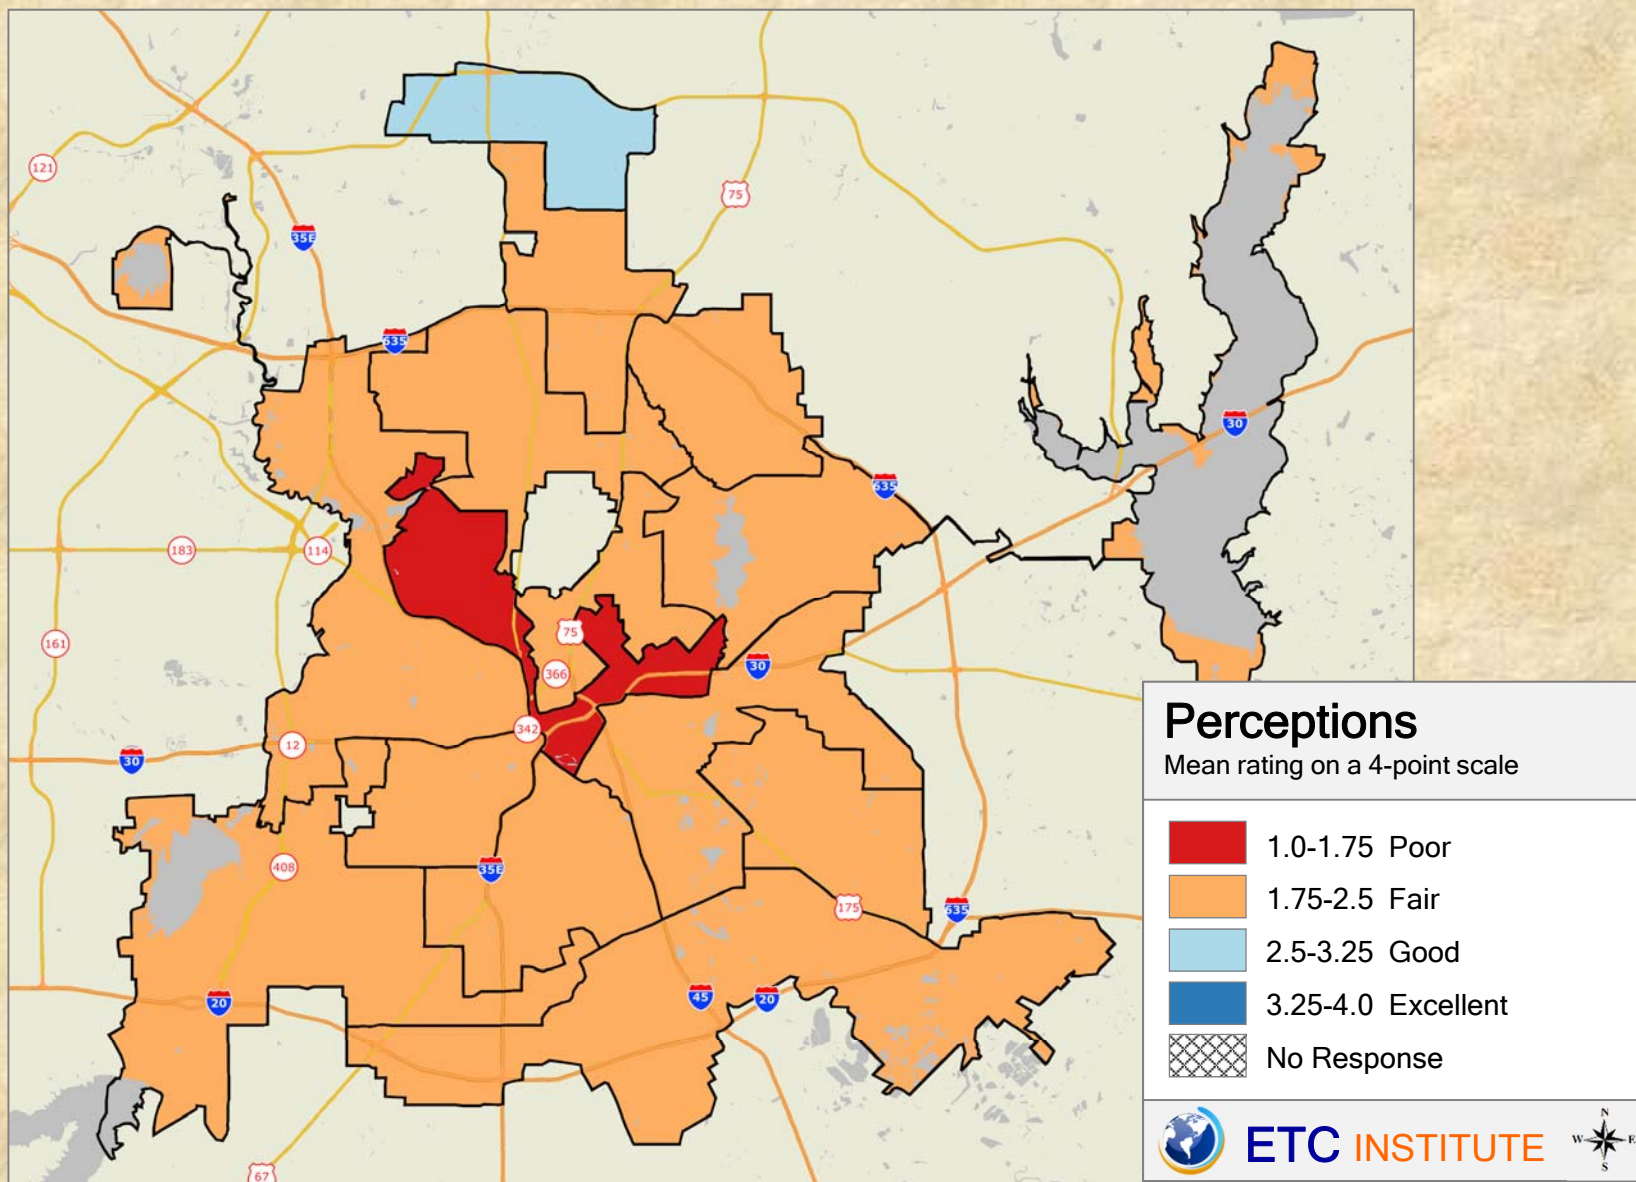 121
75
35E
635
30
635
183
114
161
75
366
30
342
12
30
408
35E
175
635
20
45
20
67
Perceptions
Mean rating on a 4-point scale
1.0-1.75 Poor
1.75-2.5 Fair
2.5-3.25 Good
3.25-4.0 Excellent
No Response
ETC INSTITUTE
N
W E
S